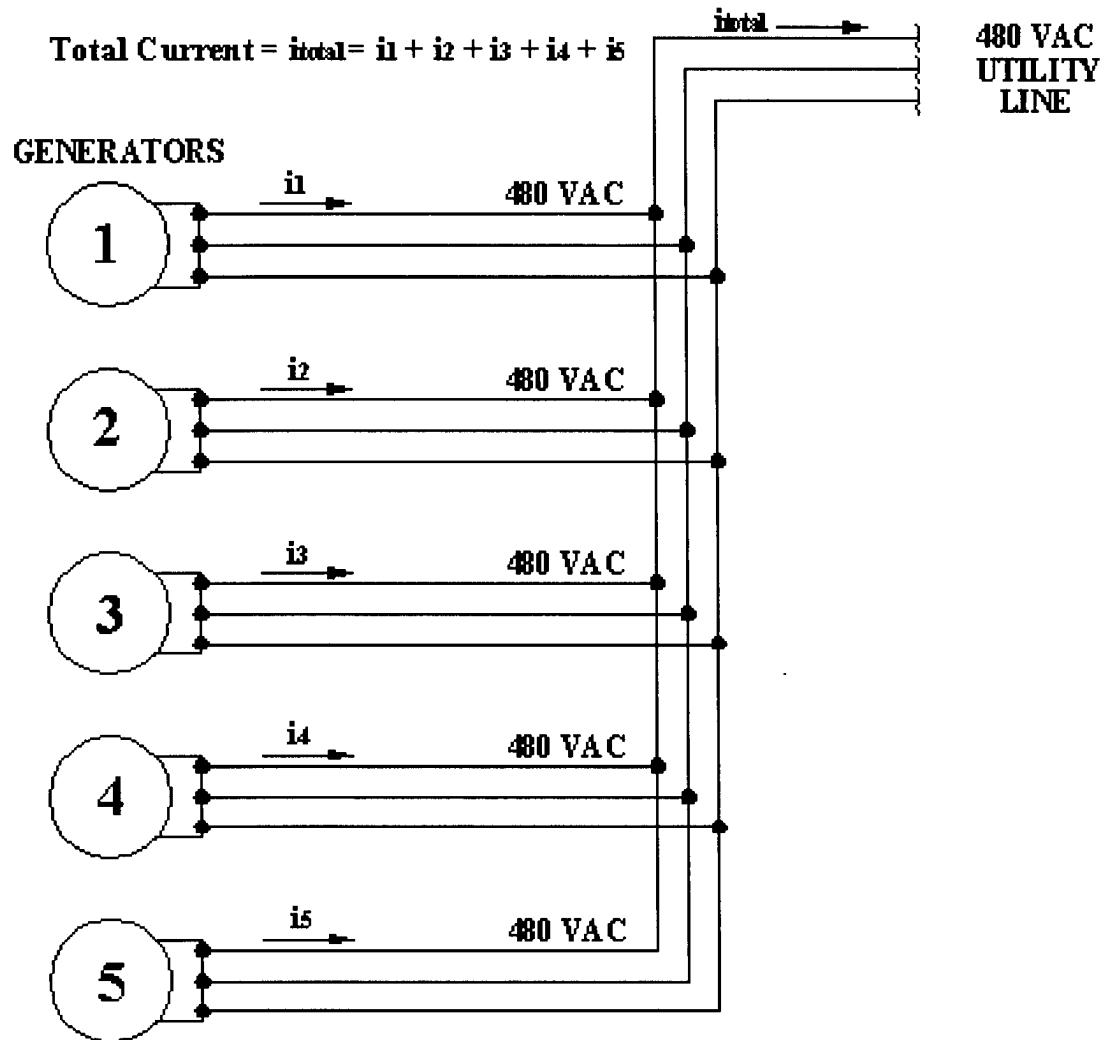 itotal
Total Current = itotal = i1 + i2 + i3 + i4 + i5
480 VAC
UTILITY
LINE
GENERATORS
i1
480 VAC
1
i2
480 VAC
2
i3
480 VAC
3
i4
480 VAC
4
i5
480 VAC
5